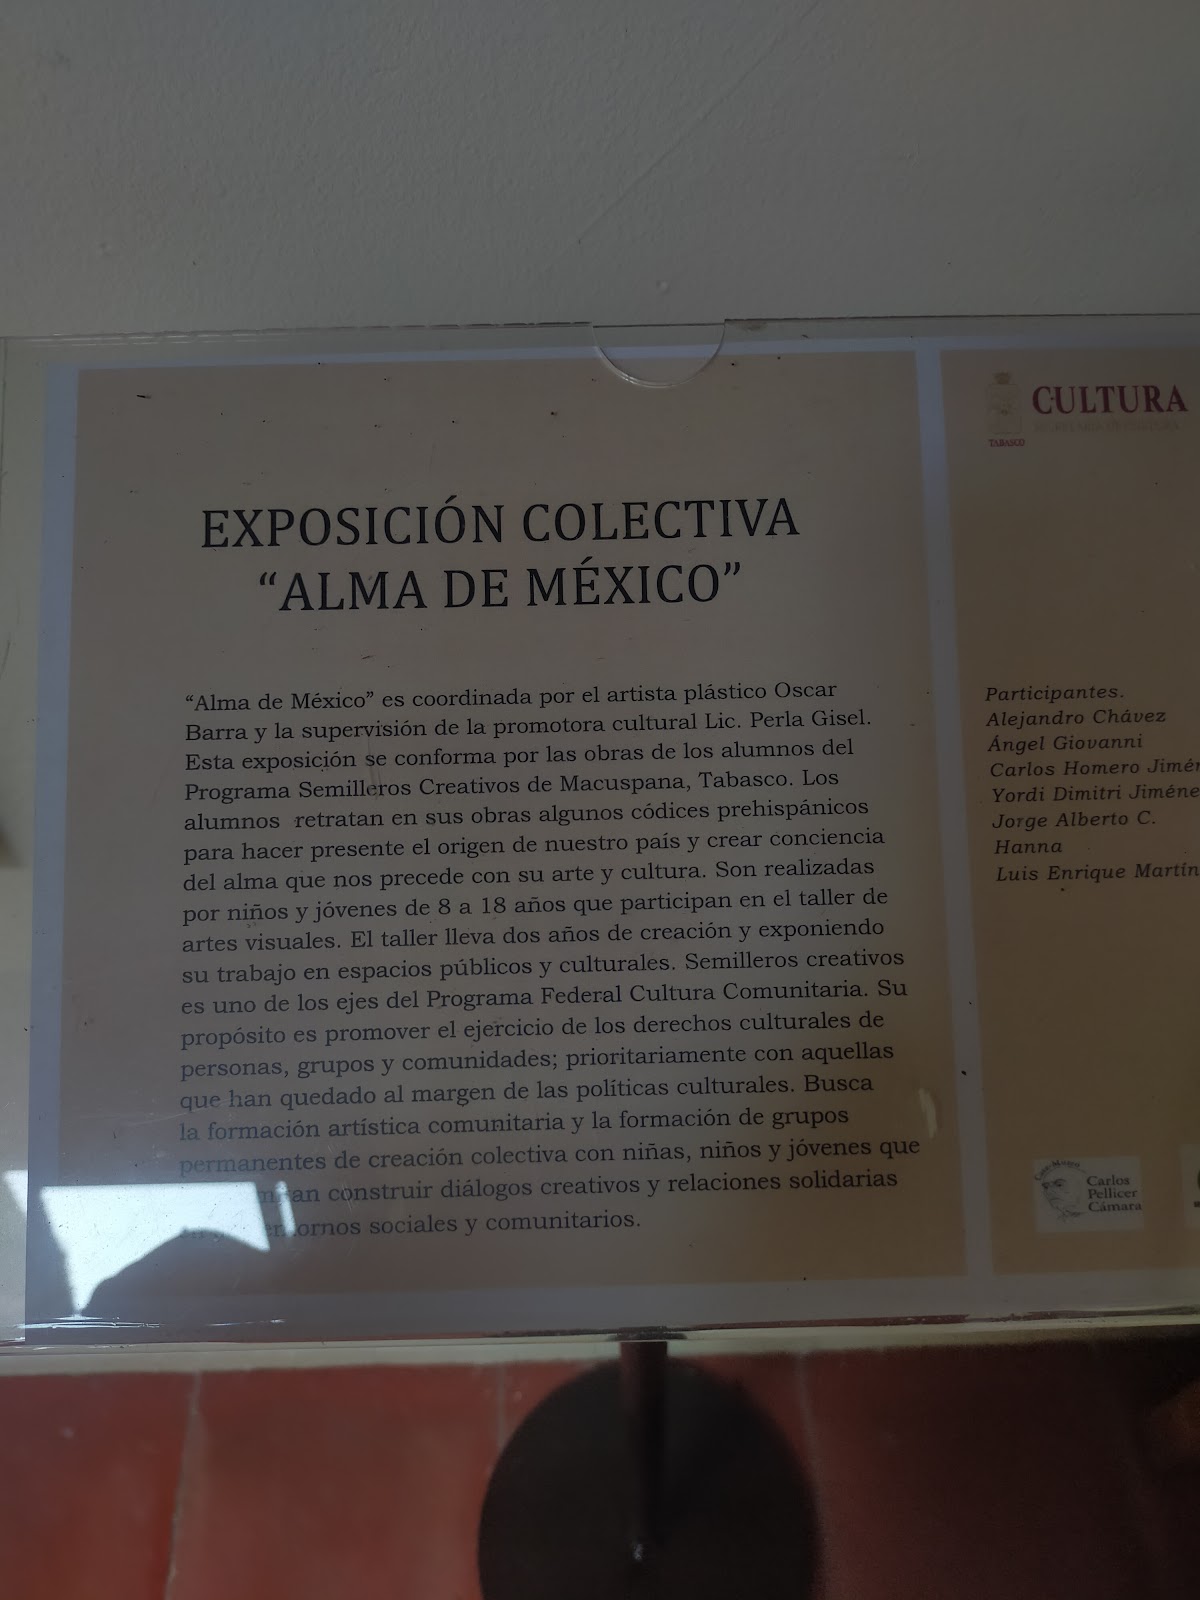 EXPOSICIÓN COLECTIVA
“ALMA DE MÉXICO”
“Alma de México” es coordinada por el artista plástico Oscar
Barra y la supervisión de la promotora cultural Lic. Perla Gisel.
Esta exposición se conforma por las obras de los alumnos del
Programa Semilleros Creativos de Macuspana, Tabasco. Los
alumnos retratan en sus obras algunos códices prehispánicos
para hacer presente el origen de nuestro país y crear conciencia
del alma que nos precede con su arte y cultura. Son realizadas
por niños y jóvenes de 8 a 18 años que participan en el taller de
artes visuales. El taller lleva dos años de creación y exponiendo
su trabajo en espacios públicos y culturales. Semilleros creativos
es uno de los ejes del Programa Federal Cultura Comunitaria. Su
propósito es promover el ejercicio de los derechos culturales de
personas, grupos y comunidades; prioritariamente con aquellas
que han quedado al margen de las políticas culturales. Busca
la formación artística comunitaria y la formación de grupos
permanentes de creación colectiva con niñas, niños y jóvenes que
construir diálogos creativos y relaciones solidarias
sociales y comunitarios.
CULTURA
SECRETARÍA DE CULTURA
TABASCO
Participantes.
Alejandro Chávez
Ángel Giovanni
Carlos Homero
Yordi Dimitri
Jorge Alberto C.
Hanna
Luis Enrique
Casa Museo
Carlos
Pellicer
Cámara